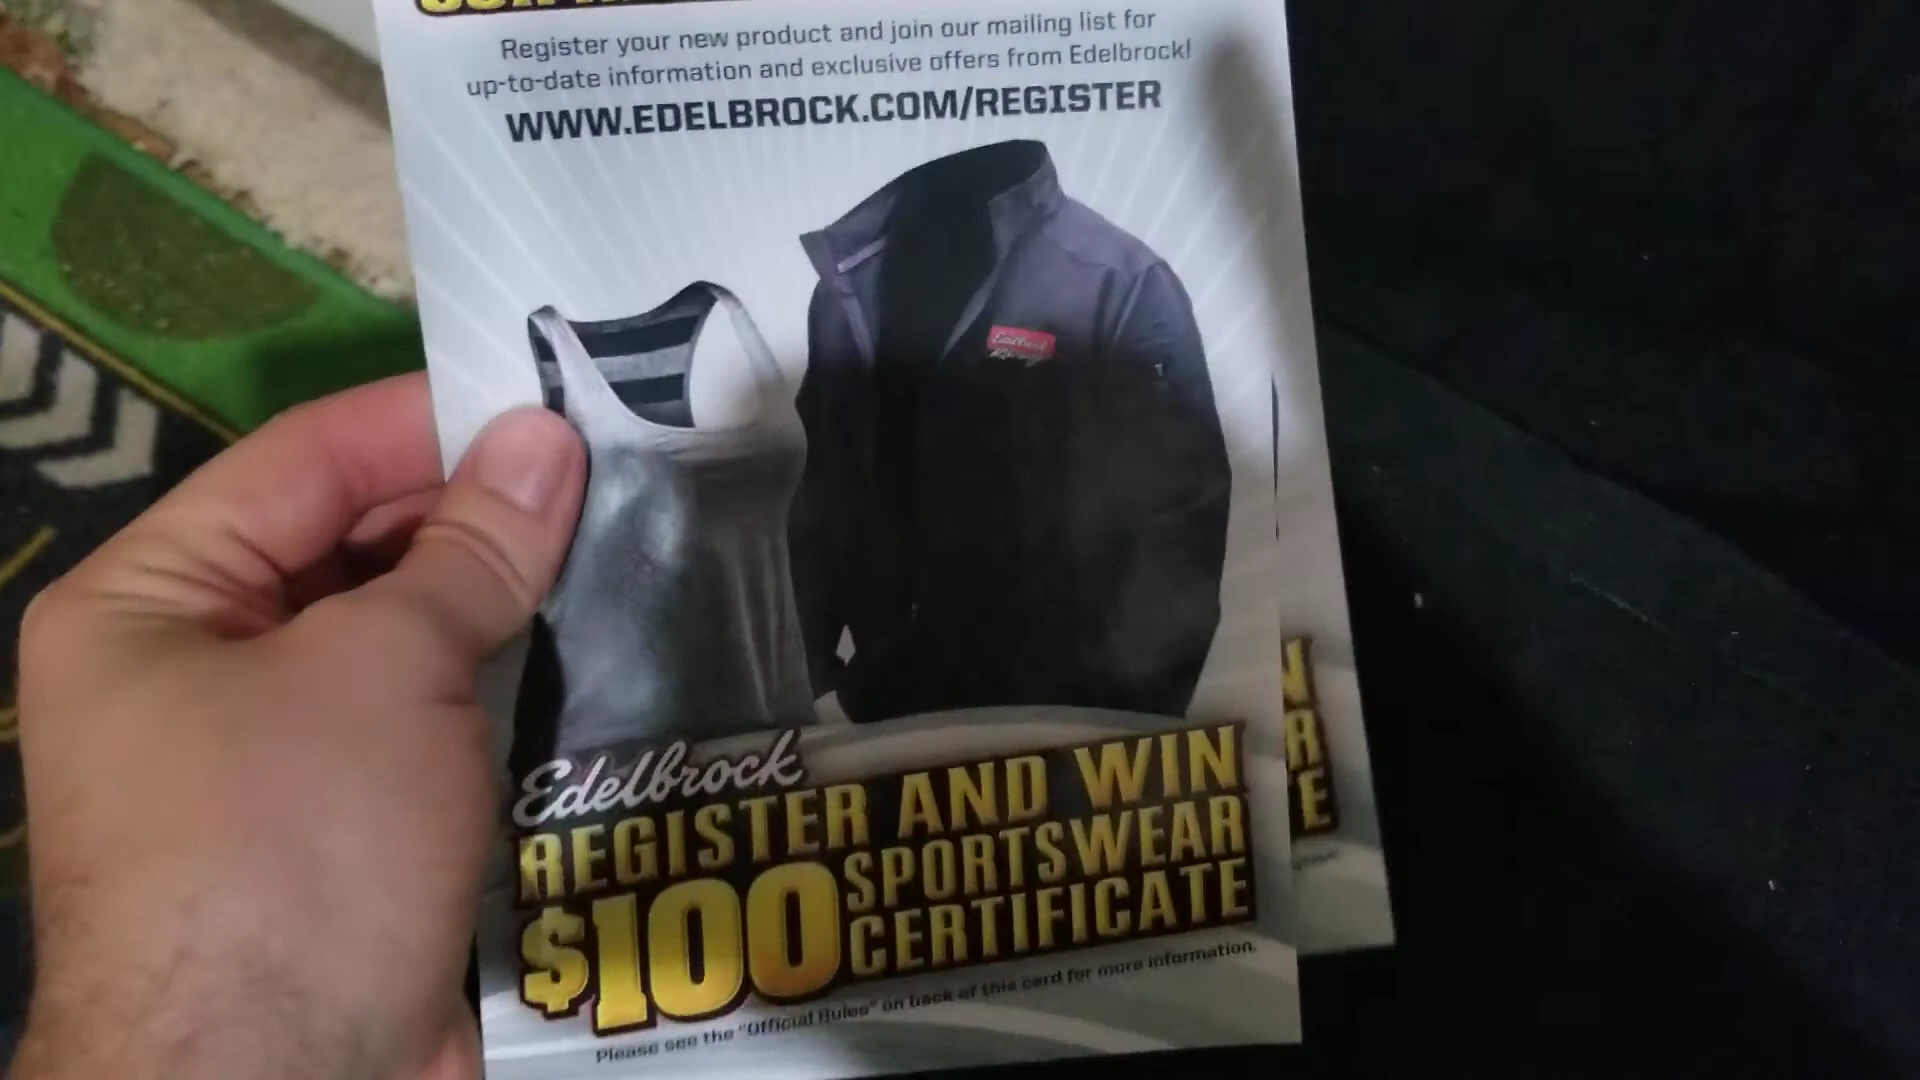 Register your new product and join our mailing list for
up-to-date information and exclusive offers from Edelbrock!
WWW.EDELBROCK.COM/REGISTER
Edelbrock
Edelbrock
REGISTER AND WIN
$100 SPORTSWEAR
CERTIFICATE
Please see the "Official Rules" on back of this card for more information.
N
R
E